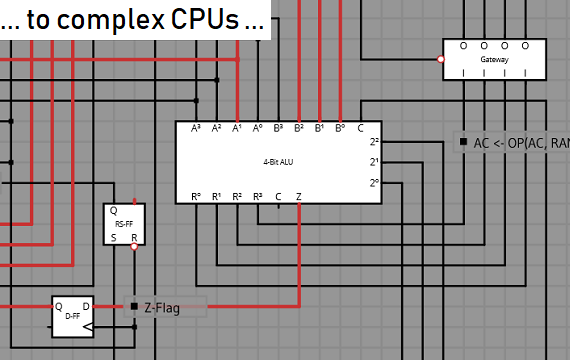 ... to complex CPUs ...
O O O O
Gateway
I I I I
A³ A² A¹ A⁰ B³ B² B¹ B⁰ C
4-Bit ALU
2²
2¹
2⁰
R⁰ R¹ R² R³ C Z
AC <- OP(AC, RAM
Q
RS-FF
S R
Q D
D-FF
Z-Flag